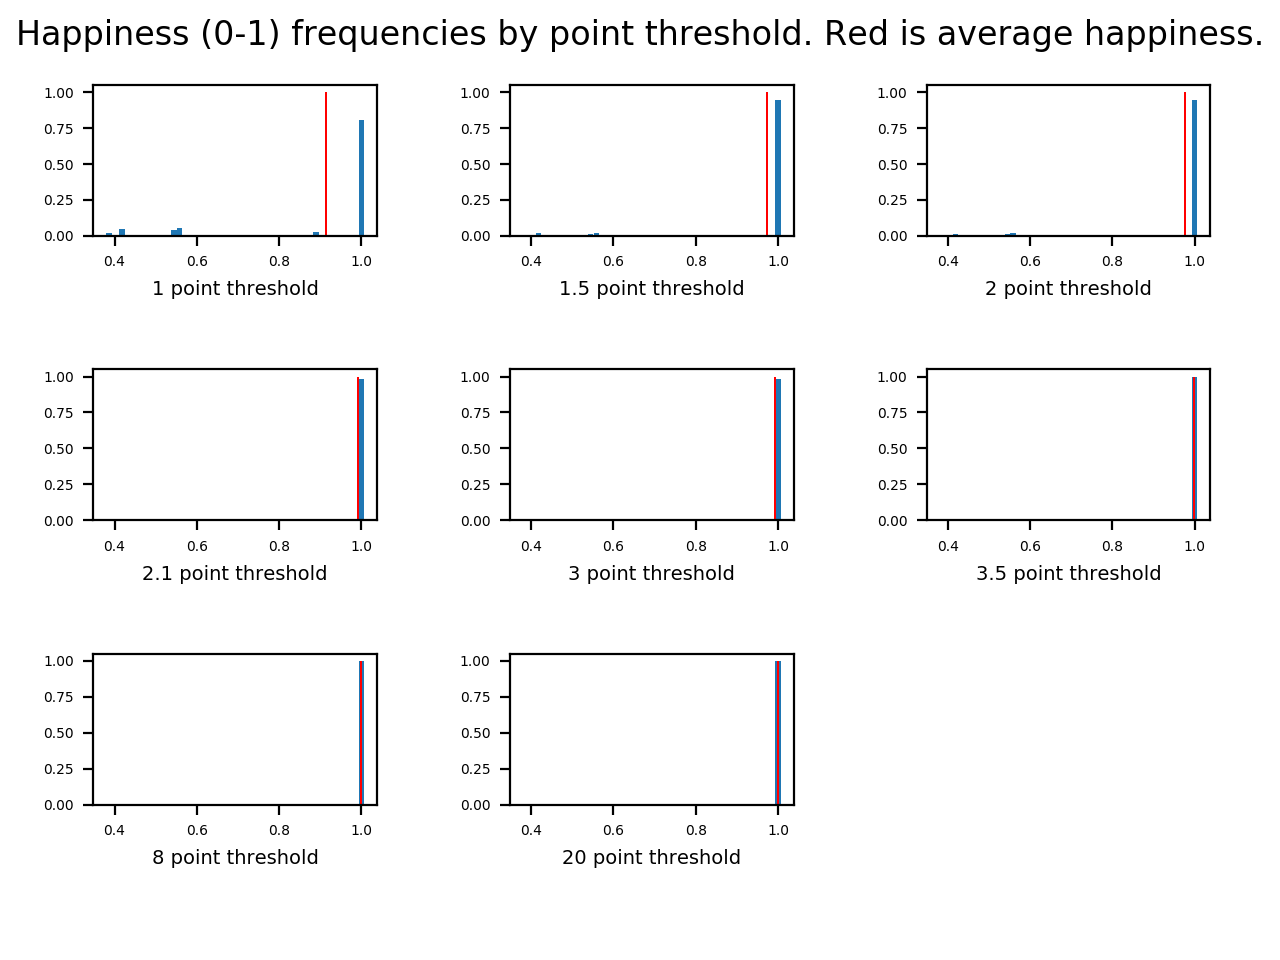 Happiness (0-1) frequencies by point threshold. Red is average happiness.
1.00 1.00 1.00
0.75 0.75 0.75
0.50 0.50 0.50
0.25 0.25 0.25
0.00 0.00 0.00
0.4 0.6 0.8 1.0 0.4 0.6 0.8 1.0 0.4 0.6 0.8 1.0
1 point threshold 1.5 point threshold 2 point threshold
1.00 1.00 1.00
0.75 0.75 0.75
0.50 0.50 0.50
0.25 0.25 0.25
0.00 0.00 0.00
0.4 0.6 0.8 1.0 0.4 0.6 0.8 1.0 0.4 0.6 0.8 1.0
2.1 point threshold 3 point threshold 3.5 point threshold
1.00 1.00
0.75 0.75
0.50 0.50
0.25 0.25
0.00 0.00
0.4 0.6 0.8 1.0 0.4 0.6 0.8 1.0
8 point threshold 20 point threshold